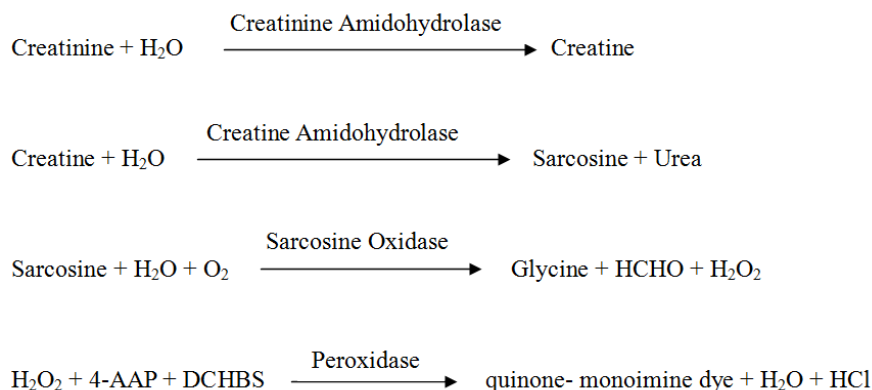 Creatinine Amidohydrolase
Creatinine + H₂O Creatine
Creatine Amidohydrolase
Creatine + H₂O Sarcosine + Urea
Sarcosine Oxidase
Sarcosine + H₂O + O₂ Glycine + HCHO + H₂O₂
Peroxidase
H₂O₂ + 4-AAP + DCHBS quinone- monoimine dye + H₂O + HCl